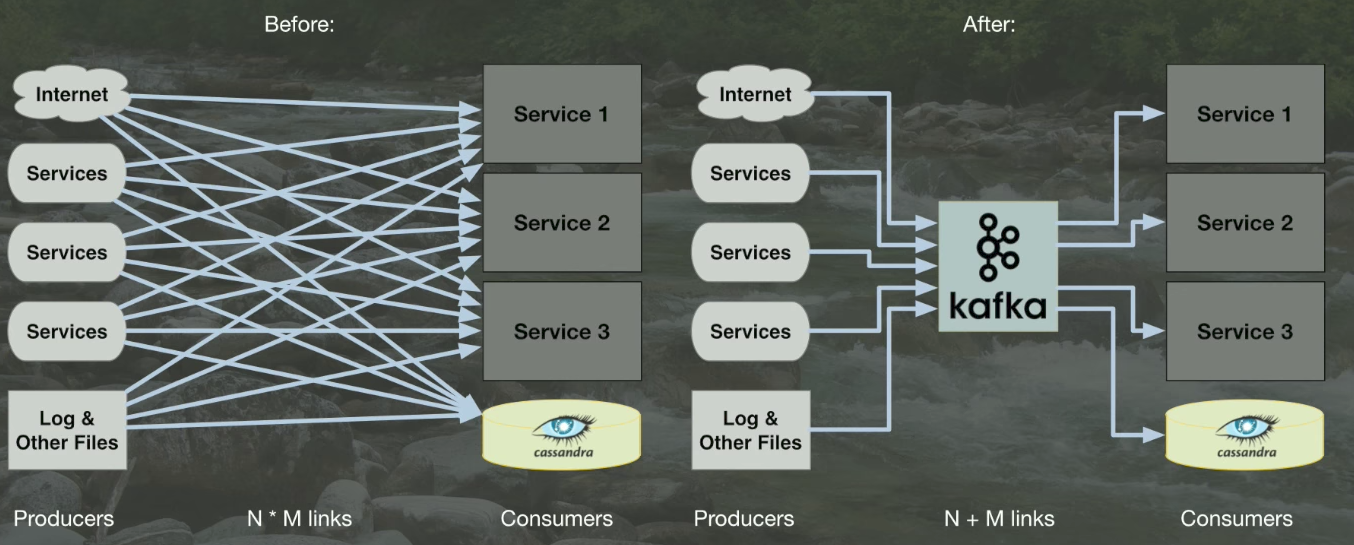 Before:
Internet
Services
Services
Services
Log &
Other Files
Service 1
Service 2
Service 3
cassandra
Producers
N * M links
Consumers
After:
Internet
Services
Services
Services
Log &
Other Files
kafka
Service 1
Service 2
Service 3
cassandra
Producers
N + M links
Consumers